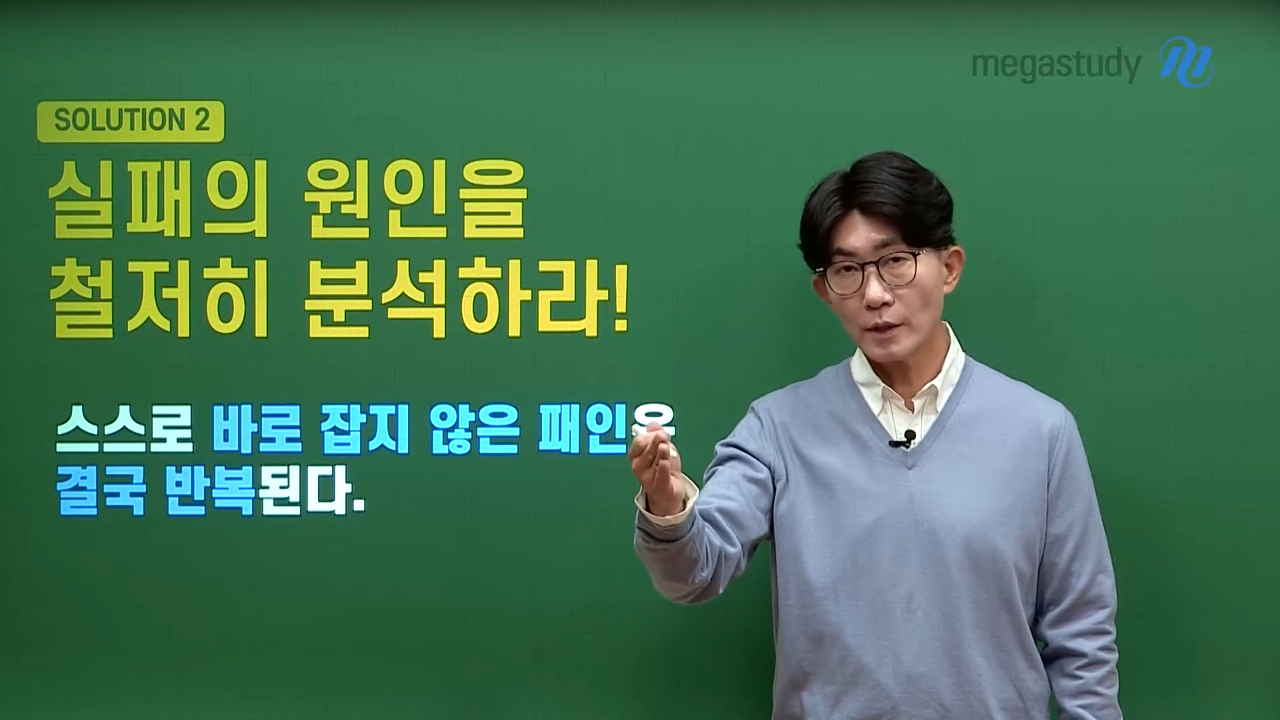 megastudy
SOLUTION 2
실패의 원인을
철저히 분석하라!
스스로 바로 잡지 않은 패인은
결국 반복된다.